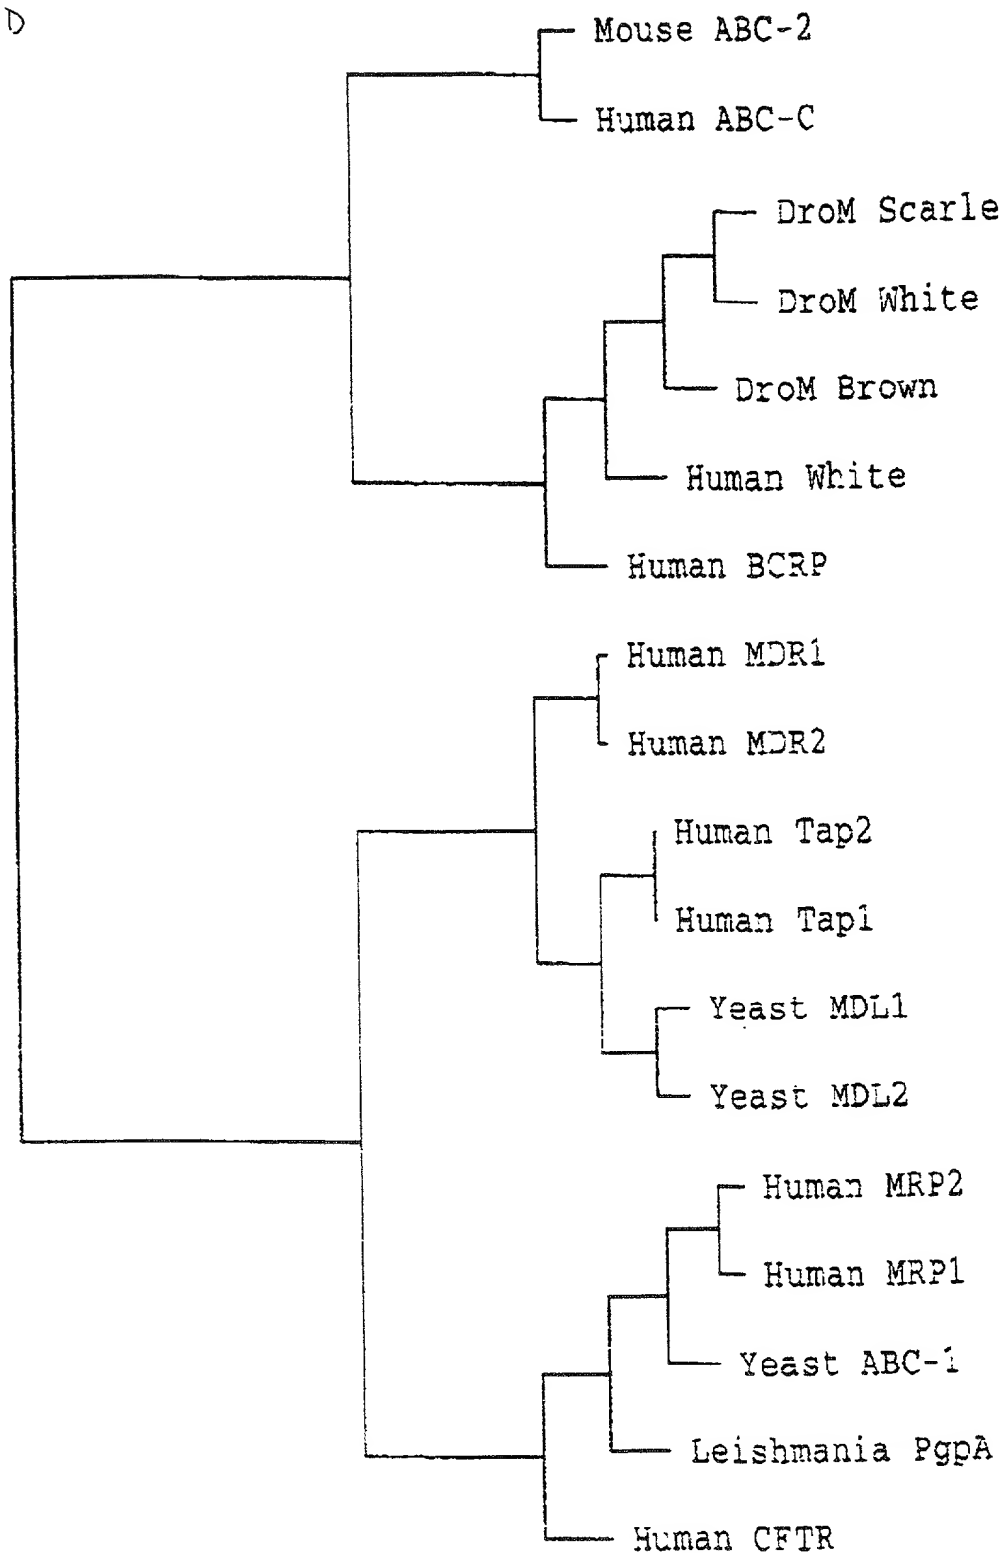 D
Mouse ABC-2
Human ABC-C
DroM Scarle
DroM White
DroM Brown
Human White
Human BCRP
Human MDR1
Human MDR2
Human Tap2
Human Tap1
Yeast MDL1
Yeast MDL2
Human MRP2
Human MRP1
Yeast ABC-1
Leishmania PgpA
Human CFTR